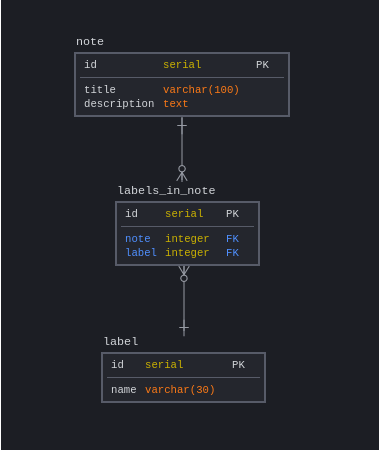 note
id serial PK
title varchar(100)
description text
labels_in_note
id serial PK
note integer FK
label integer FK
label
id serial PK
name varchar(30)